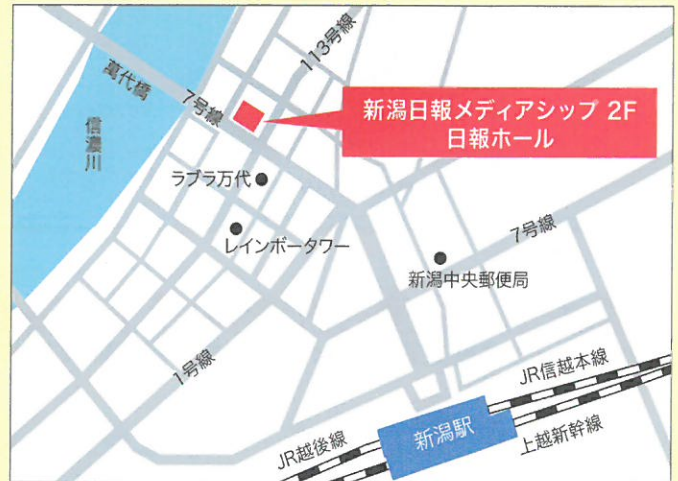 113号線
萬代橋
7号線
新潟日報メディアシップ 2F
日報ホール
信濃川
ラブラ万代
レインボータワー
7号線
新潟中央郵便局
1号線
JR信越本線
新潟駅
上越新幹線
JR越後線